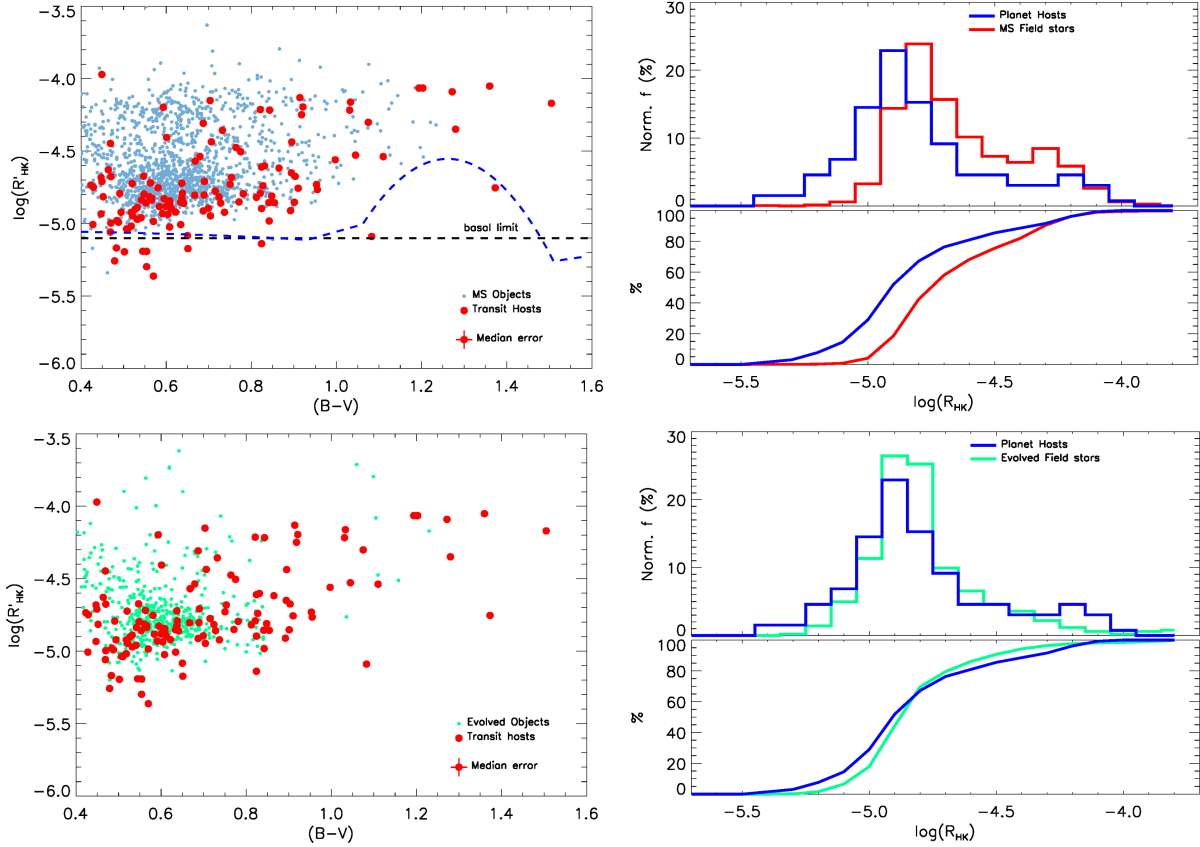 −3.5
−4.0
−4.5
−5.0
−5.5
−6.0
log(R'HK)
basal limit
MS Objects
Transit Hosts
Median error
0.4 0.6 0.8 1.0 1.2 1.4 1.6
(B−V)
30
20
10
0
Norm. f (%)
Planet Hosts
MS Field stars
100
80
60
40
20
0
%
−5.5 −5.0 −4.5 −4.0
log(RHK)
−3.5
−4.0
−4.5
−5.0
−5.5
−6.0
log(R'HK)
Evolved Objects
Transit hosts
Median error
0.4 0.6 0.8 1.0 1.2 1.4 1.6
(B−V)
30
20
10
0
Norm. f (%)
Planet Hosts
Evolved Field stars
100
80
60
40
20
0
%
−5.5 −5.0 −4.5 −4.0
log(RHK)